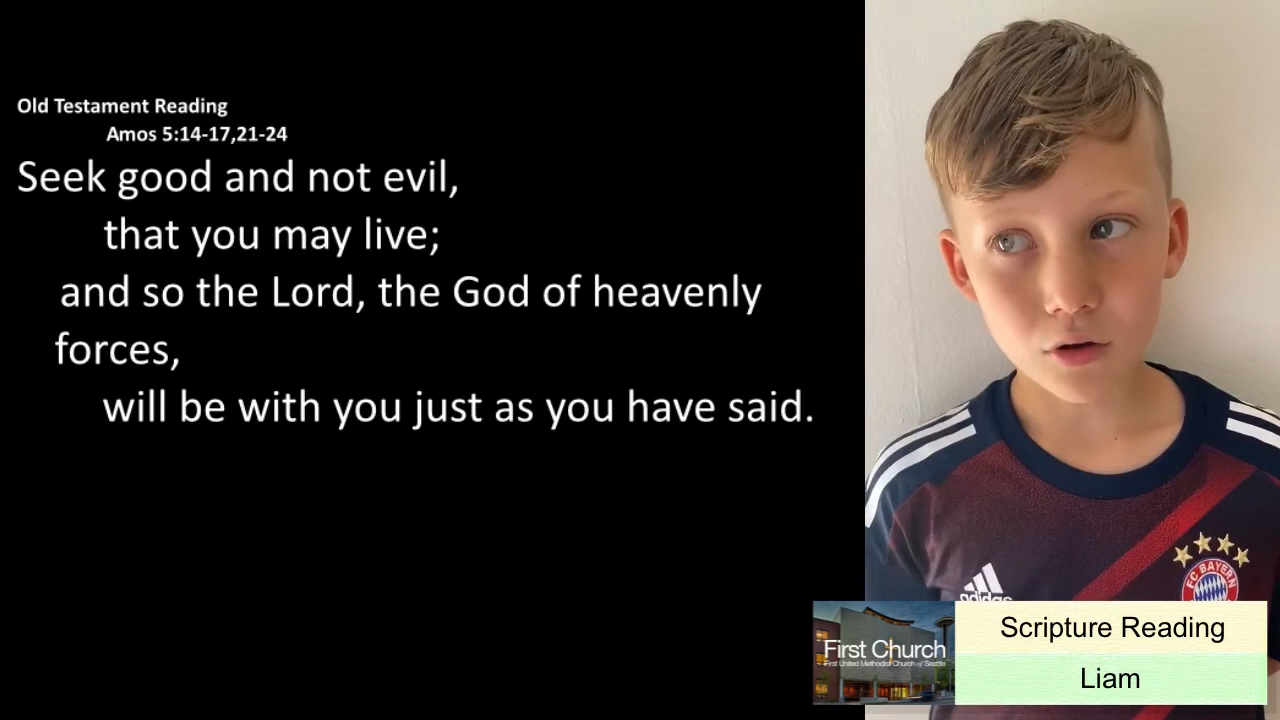 Old Testament Reading
Amos 5:14-17,21-24
Seek good and not evil,
that you may live;
and so the Lord, the God of heavenly
forces,
will be with you just as you have said.
adidas
FC BAYERN
First Church
First United Methodist Church of Seattle
Scripture Reading
Liam